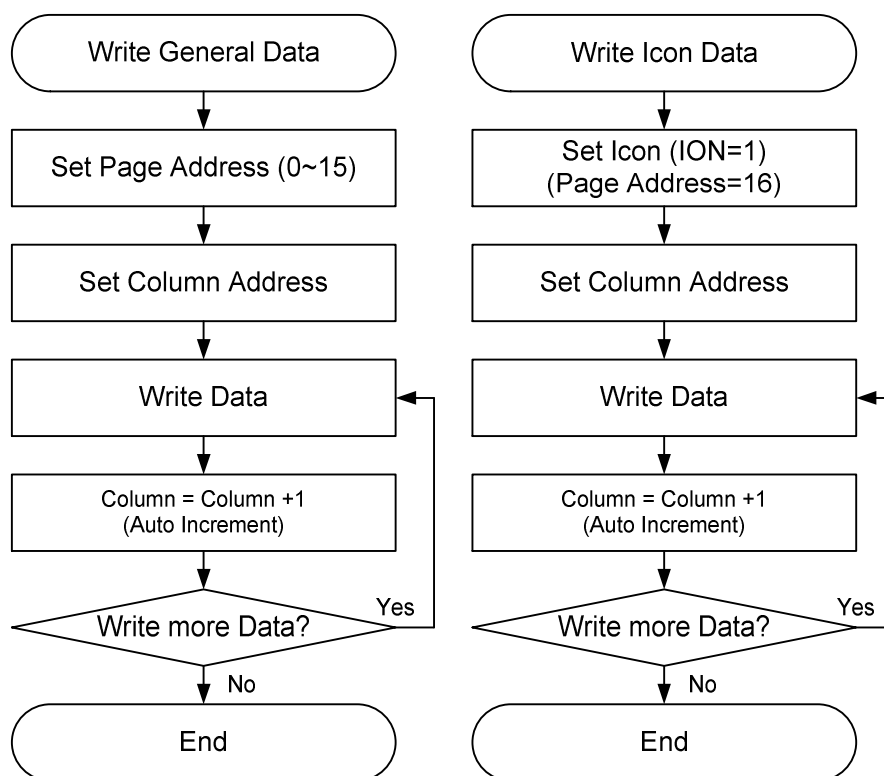 Write General Data
Set Page Address (0~15)
Set Column Address
Write Data
Column = Column +1
(Auto Increment)
Write more Data?
Yes
No
End
Write Icon Data
Set Icon (ION=1)
(Page Address=16)
Set Column Address
Write Data
Column = Column +1
(Auto Increment)
Write more Data?
Yes
No
End